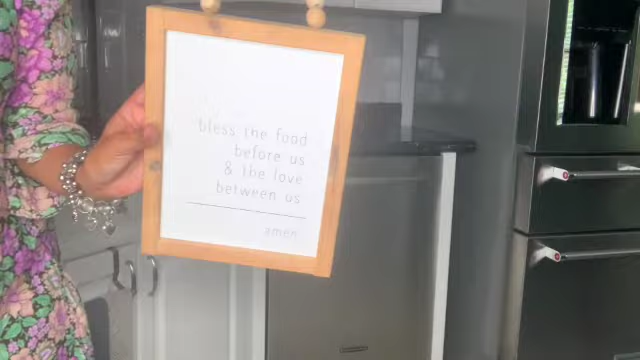 bless the food
before us
& the love
between us
amen